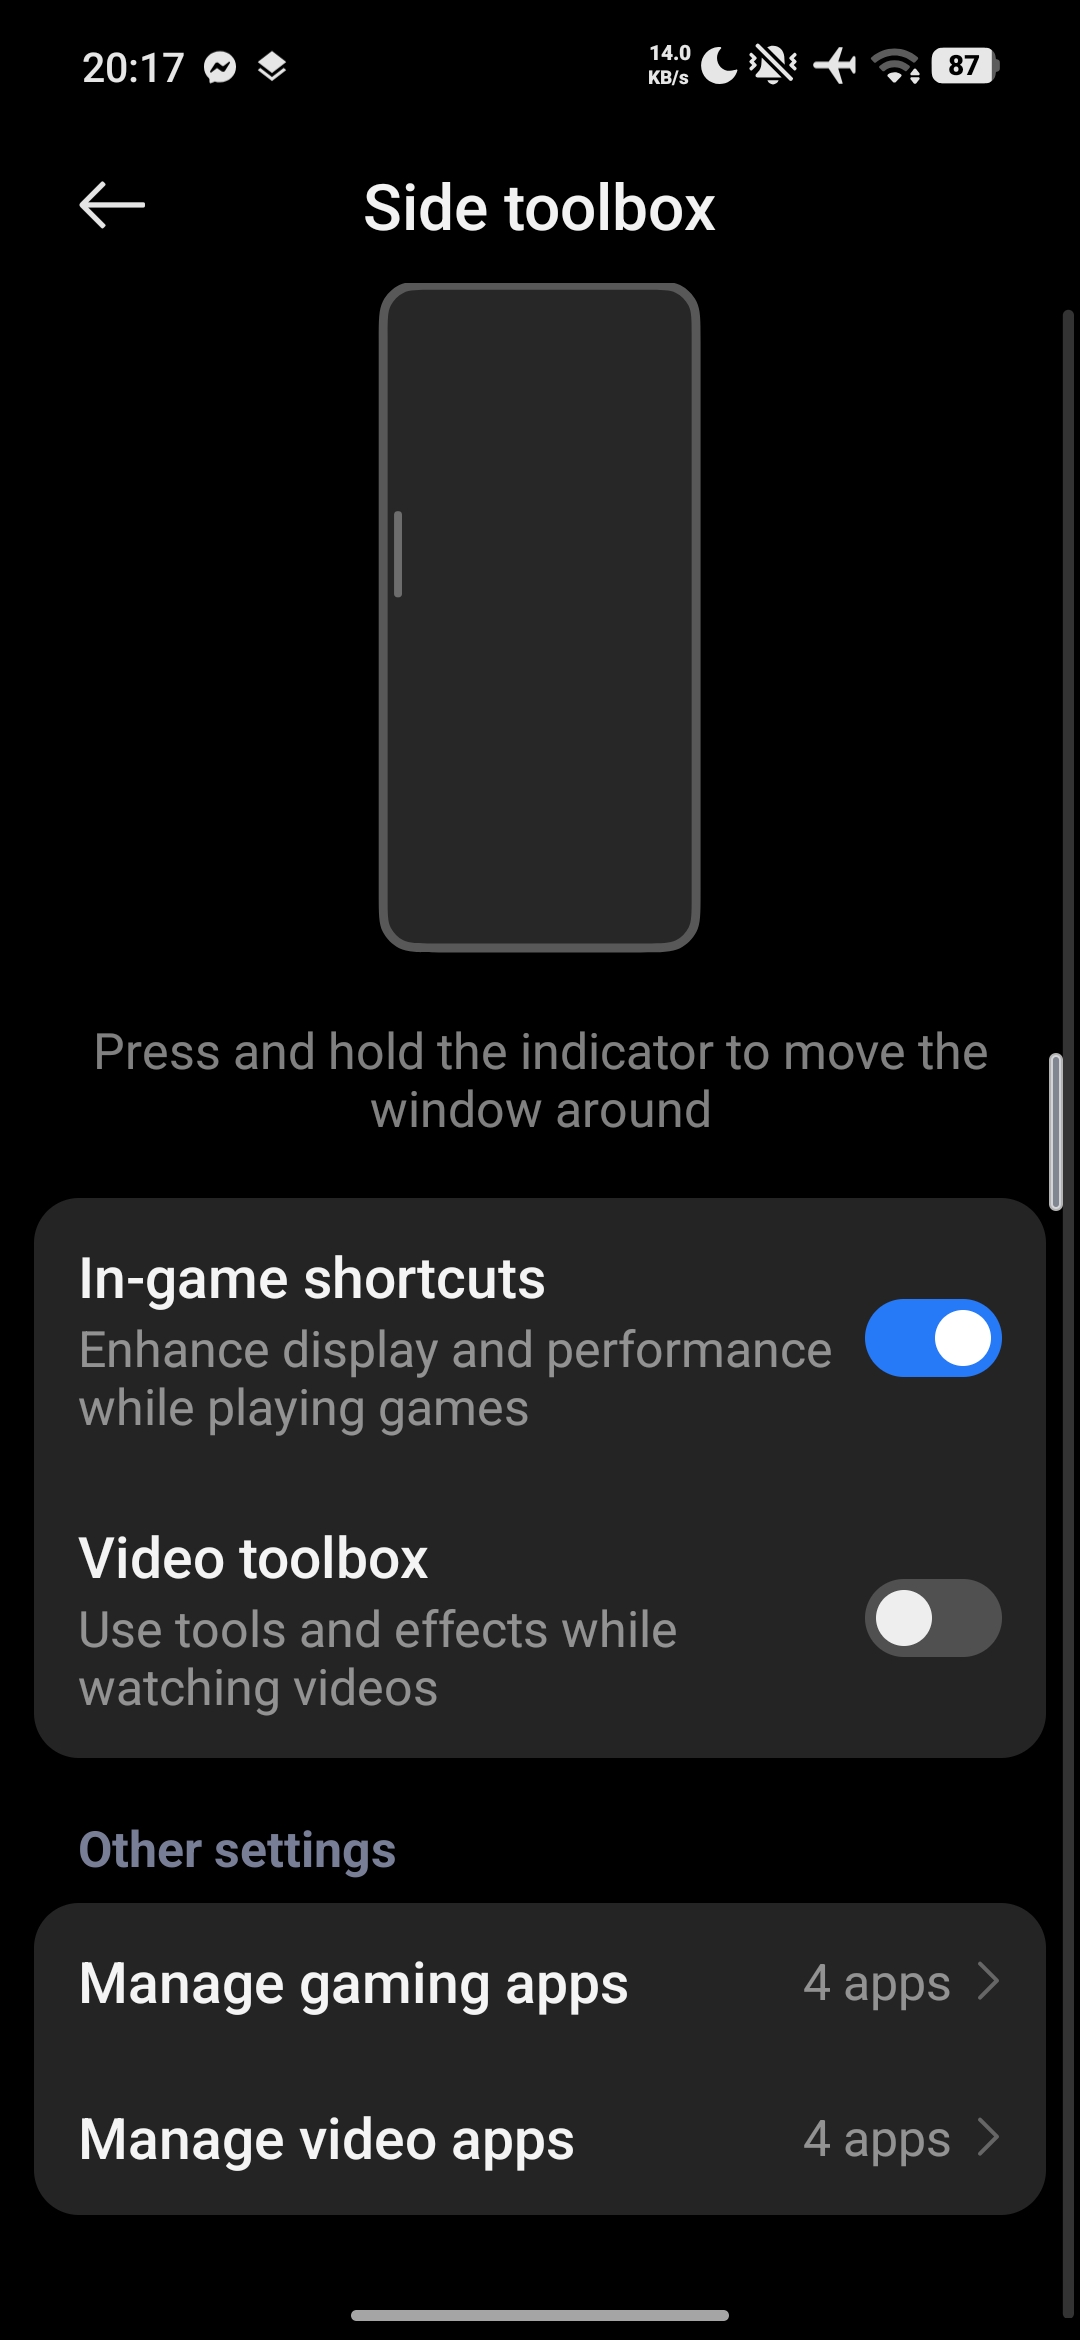 20:17
14.0
KB/s
87
Side toolbox
Press and hold the indicator to move the
window around
In-game shortcuts
Enhance display and performance
while playing games
Video toolbox
Use tools and effects while
watching videos
Other settings
Manage gaming apps
4 apps
Manage video apps
4 apps